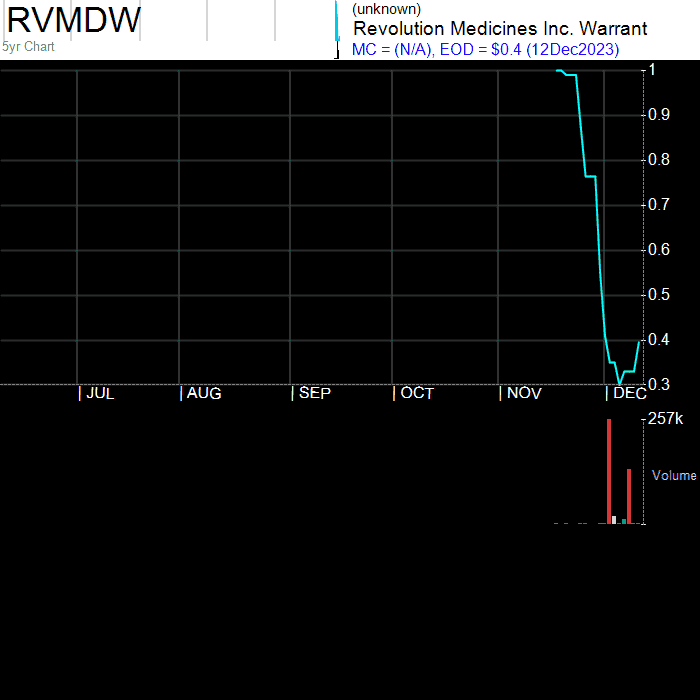 RVMDW
5yr Chart
(unknown)
Revolution Medicines Inc. Warrant
MC = (N/A), EOD = $0.4 (12Dec2023)
1
0.9
0.8
0.7
0.6
0.5
0.4
0.3
| JUL | AUG | SEP | OCT | NOV | DEC
257k
Volume